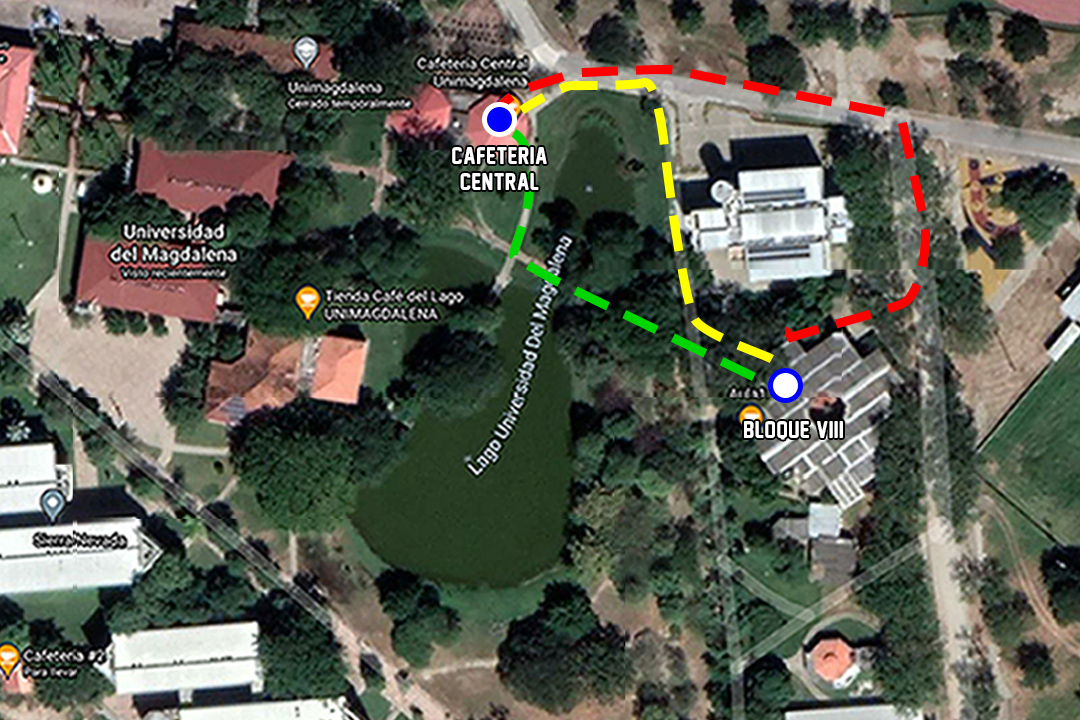 Cafeteria Central
Unimagdalena
Unimagdalena
Cerrado temporalmente
CAFETERIA
CENTRAL
Universidad
del Magdalena
Visto recientemente
Tienda Café del Lago
UNIMAGDALENA
Lago Universidad Del Magdalena
BLOQUE VIII
Sierra Nevada
Cafeteria #2
Para llevar